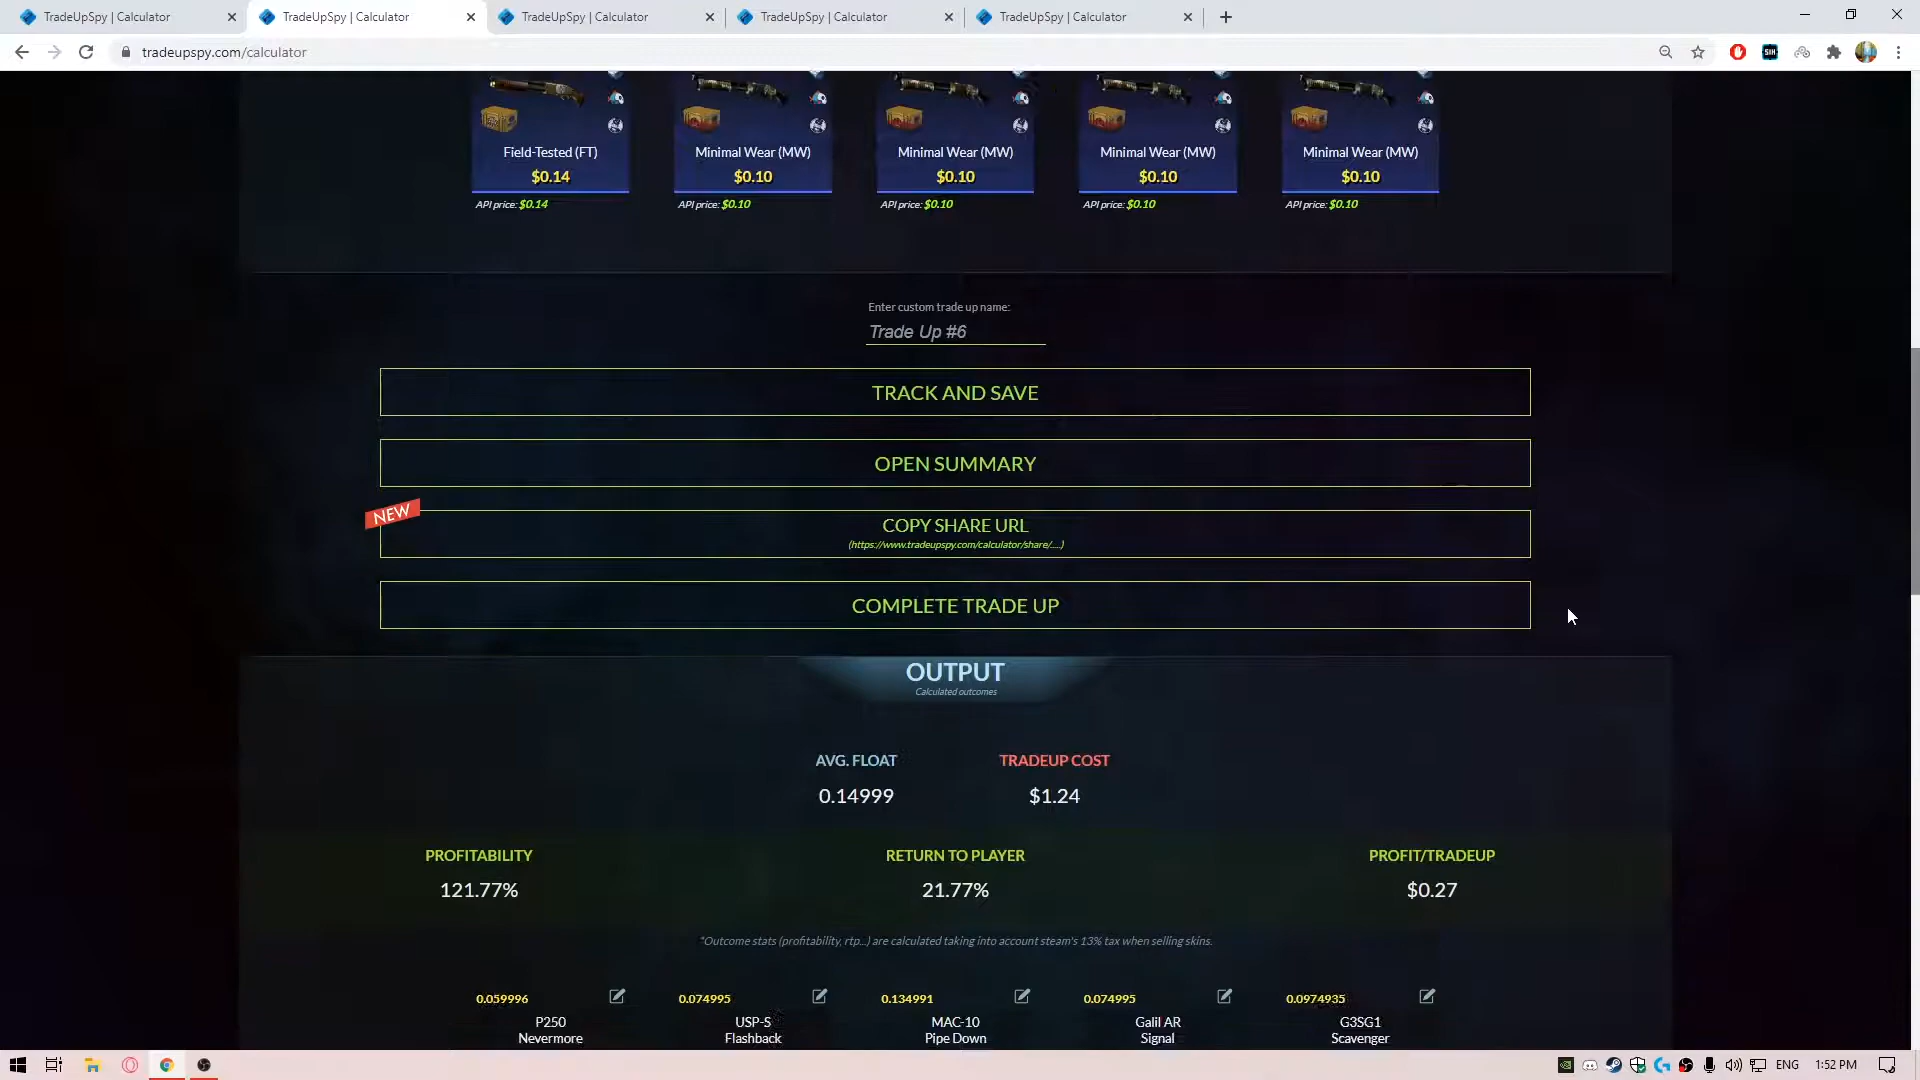 TradeUpSpy | Calculator
TradeUpSpy | Calculator
TradeUpSpy | Calculator
TradeUpSpy | Calculator
TradeUpSpy | Calculator
tradeupspy.com/calculator
SIH
Field-Tested (FT)
$0.14
API price: $0.14
Minimal Wear (MW)
$0.10
API price: $0.10
Minimal Wear (MW)
$0.10
API price: $0.10
Minimal Wear (MW)
$0.10
API price: $0.10
Minimal Wear (MW)
$0.10
API price: $0.10
Enter custom trade up name:
Trade Up #6
TRACK AND SAVE
OPEN SUMMARY
NEW
COPY SHARE URL
(https://www.tradeupspy.com/calculator/share/....)
COMPLETE TRADE UP
OUTPUT
Calculated outcomes
AVG. FLOAT
0.14999
TRADEUP COST
$1.24
PROFITABILITY
121.77%
RETURN TO PLAYER
21.77%
PROFIT/TRADEUP
$0.27
*Outcome stats (profitability, rtp...) are calculated taking into account steam's 13% tax when selling skins.
0.059996
P250
Nevermore
0.074995
USP-S
Flashback
0.134991
MAC-10
Pipe Down
0.074995
Galil AR
Signal
0.0974935
G3SG1
Scavenger
ENG
1:52 PM